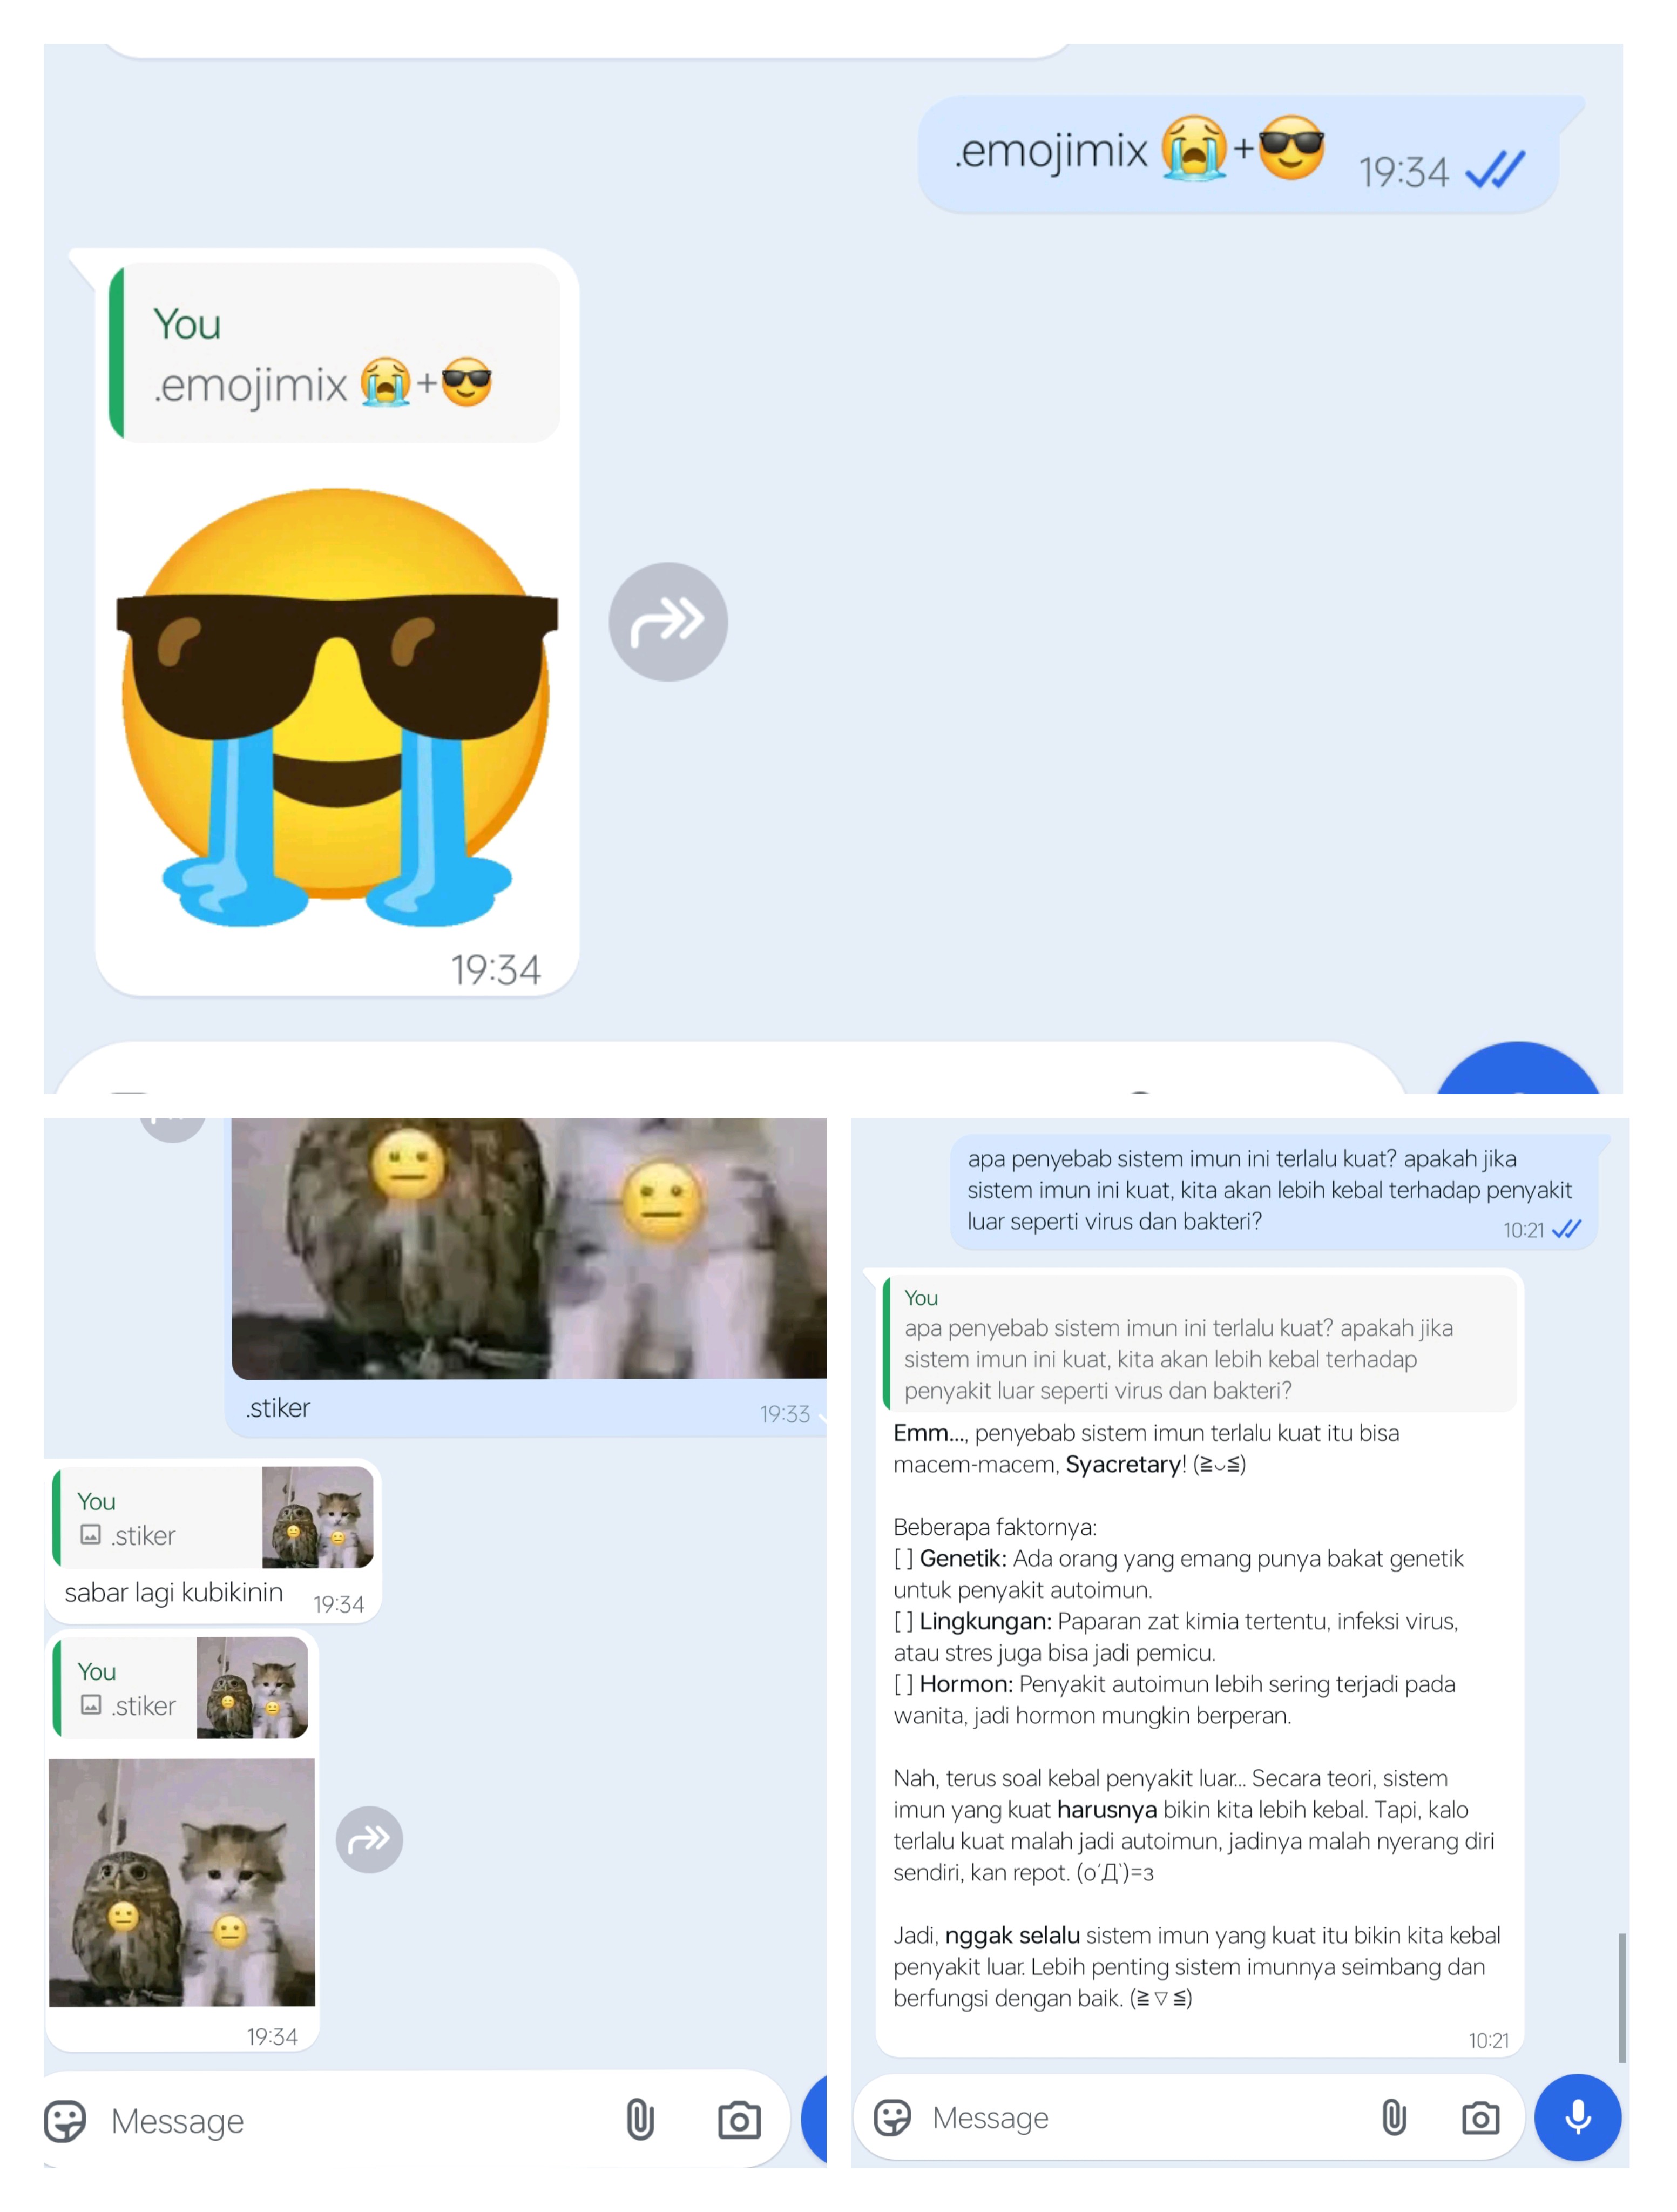 .emojimix 😭+😎 19:34
You
.emojimix 😭+😎
19:34
.stiker 19:33
You
.stiker
sabar lagi kubikinin 19:34
You
.stiker
19:34
Message
apa penyebab sistem imun ini terlalu kuat? apakah jika
sistem imun ini kuat, kita akan lebih kebal terhadap penyakit
luar seperti virus dan bakteri? 10:21
You
apa penyebab sistem imun ini terlalu kuat? apakah jika
sistem imun ini kuat, kita akan lebih kebal terhadap
penyakit luar seperti virus dan bakteri?
Emm..., penyebab sistem imun terlalu kuat itu bisa
macem-macem, Syacretary! (≧◡≦)
Beberapa faktornya:
[ ] Genetik: Ada orang yang emang punya bakat genetik
untuk penyakit autoimun.
[ ] Lingkungan: Paparan zat kimia tertentu, infeksi virus,
atau stres juga bisa jadi pemicu.
[ ] Hormon: Penyakit autoimun lebih sering terjadi pada
wanita, jadi hormon mungkin berperan.
Nah, terus soal kebal penyakit luar... Secara teori, sistem
imun yang kuat harusnya bikin kita lebih kebal. Tapi, kalo
terlalu kuat malah jadi autoimun, jadinya malah nyerang diri
sendiri, kan repot. (o´Д`)=з
Jadi, nggak selalu sistem imun yang kuat itu bikin kita kebal
penyakit luar. Lebih penting sistem imunnya seimbang dan
berfungsi dengan baik. (≧▽≦)
10:21
Message